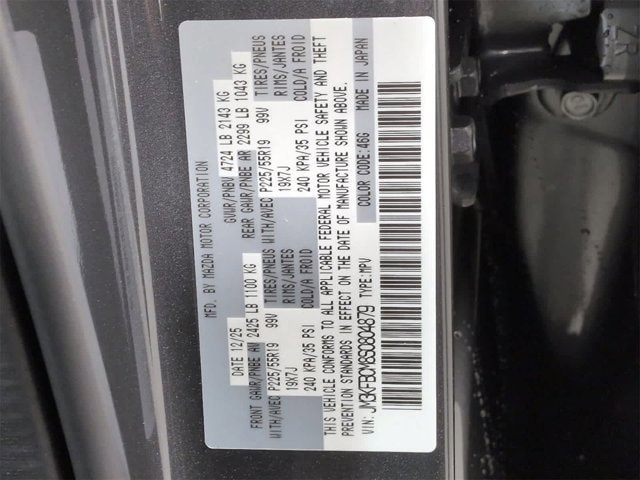 MFD. BY MAZDA MOTOR CORPORATION
DATE 12/25 GVWR/PNBV 4724 LB 2143 KG
FRONT GAWR/PNBE AV 2425 LB 1100 KG REAR GAWR/PNBE AR 2299 LB 1043 KG
WITH/AVEC P225/55R19 99V TIRES/PNEUS WITH/AVEC P225/55R19 99V TIRES/PNEUS
19X7J RIMS/JANTES 19X7J RIMS/JANTES
240 KPA/35 PSI COLD/A FROID 240 KPA/35 PSI COLD/A FROID
THIS VEHICLE CONFORMS TO ALL APPLICABLE FEDERAL MOTOR VEHICLE SAFETY AND THEFT
PREVENTION STANDARDS IN EFFECT ON THE DATE OF MANUFACTURE SHOWN ABOVE.
VIN: JM3KFBCM6S0804879 TYPE:MPV COLOR CODE:46G MADE IN JAPAN